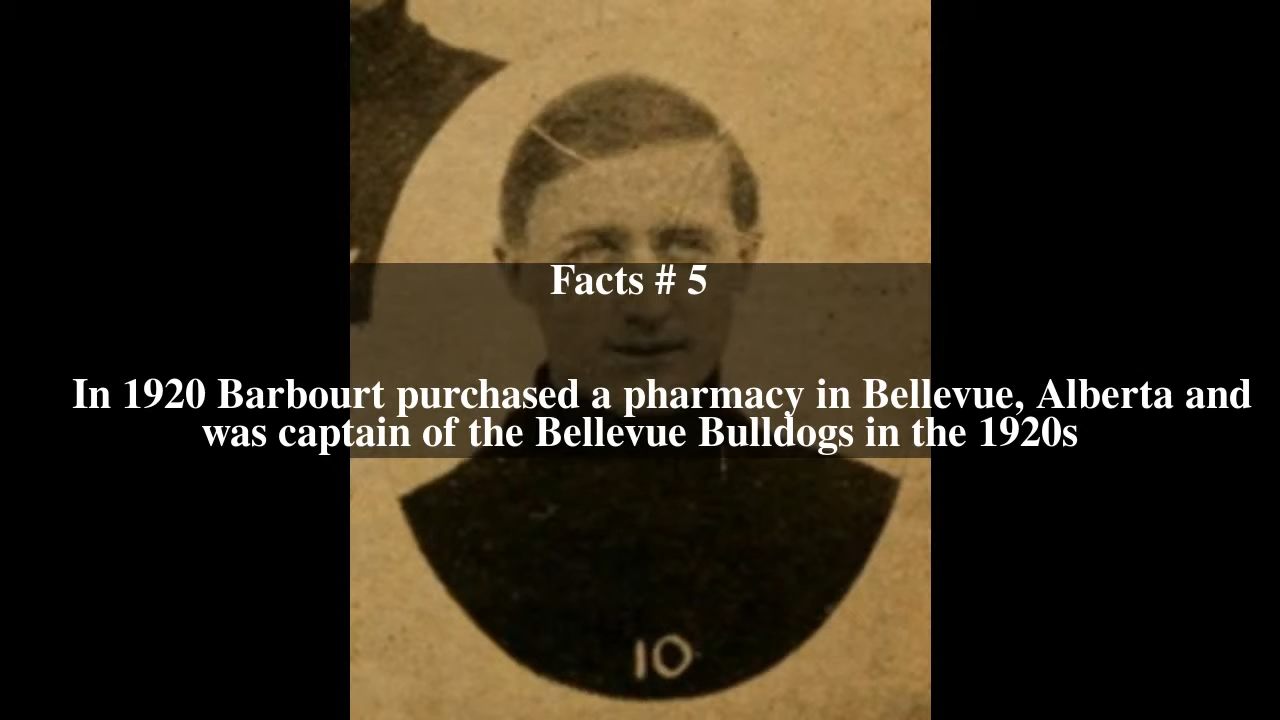 Facts # 5
In 1920 Barbourt purchased a pharmacy in Bellevue, Alberta and
was captain of the Bellevue Bulldogs in the 1920s
10